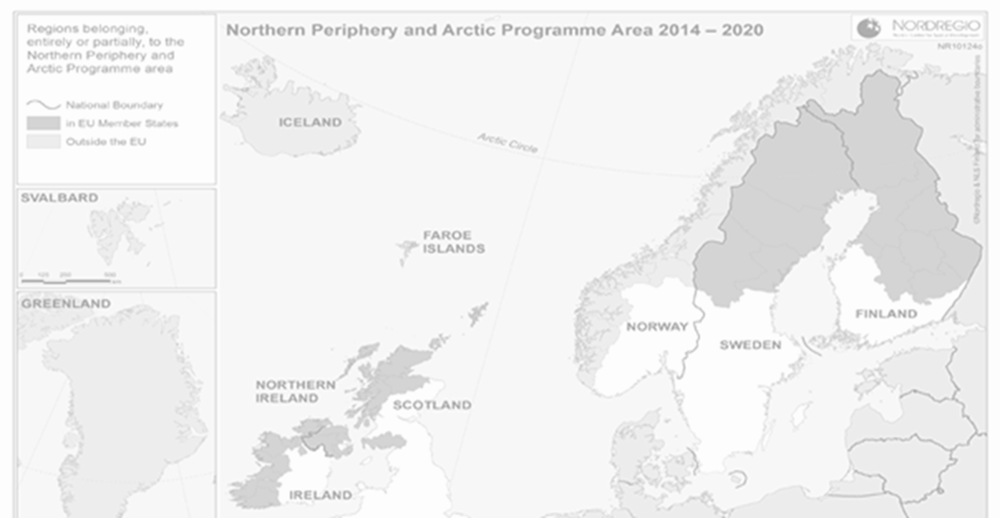 Regions belonging,
entirely or partially, to the
Northern Periphery and
Arctic Programme area
National Boundary
in EU Member States
Outside the EU
Northern Periphery and Arctic Programme Area 2014 – 2020
NORDREGIO
NR10124c
ICELAND
Arctic Circle
SVALBARD
FAROE
ISLANDS
GREENLAND
NORWAY
SWEDEN
FINLAND
NORTHERN
IRELAND
SCOTLAND
IRELAND